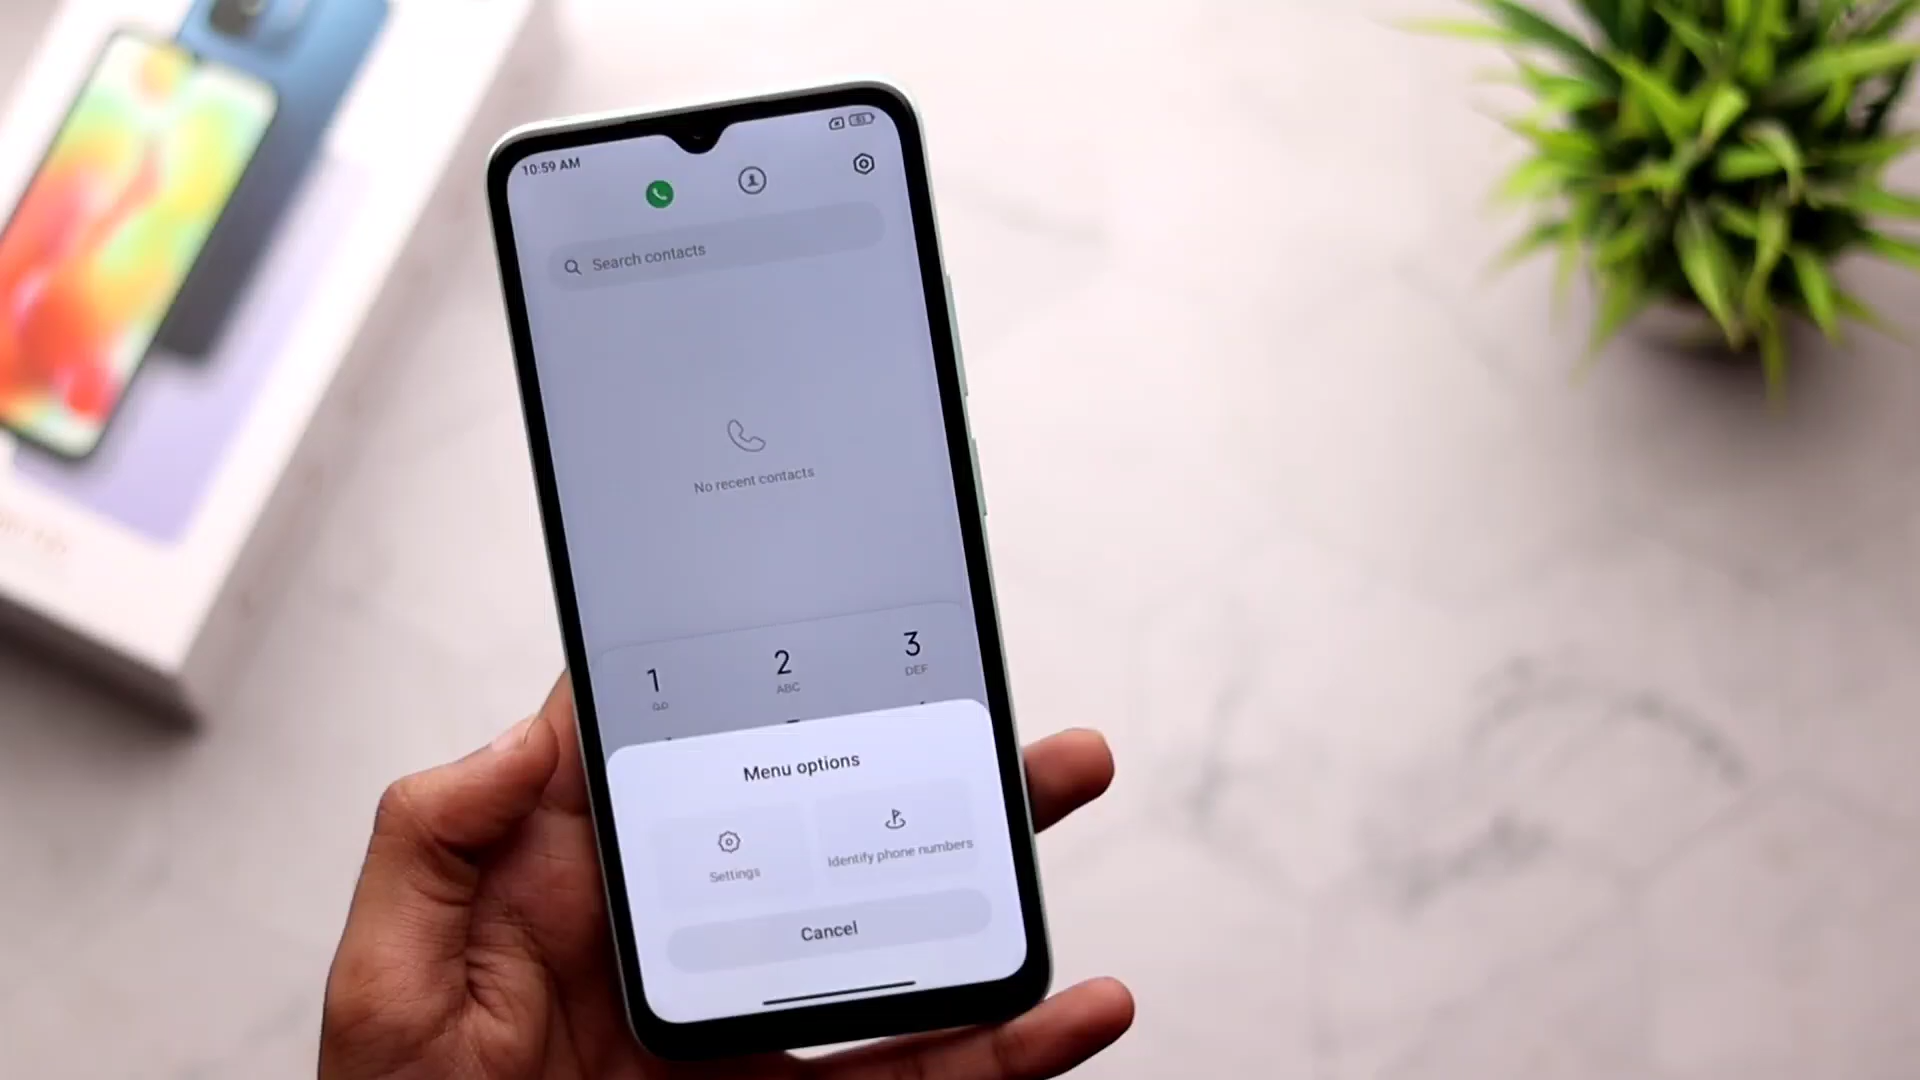 10:59 AM
Search contacts
No recent contacts
1
2
ABC
3
DEF
Menu options
Settings
Identify phone numbers
Cancel